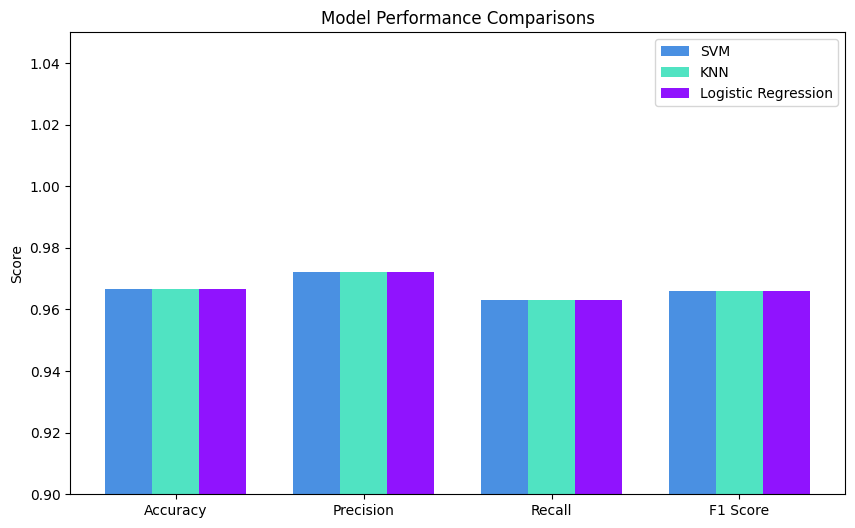 Model Performance Comparisons
SVM
KNN
Logistic Regression
Score
1.04
1.02
1.00
0.98
0.96
0.94
0.92
0.90
Accuracy
Precision
Recall
F1 Score